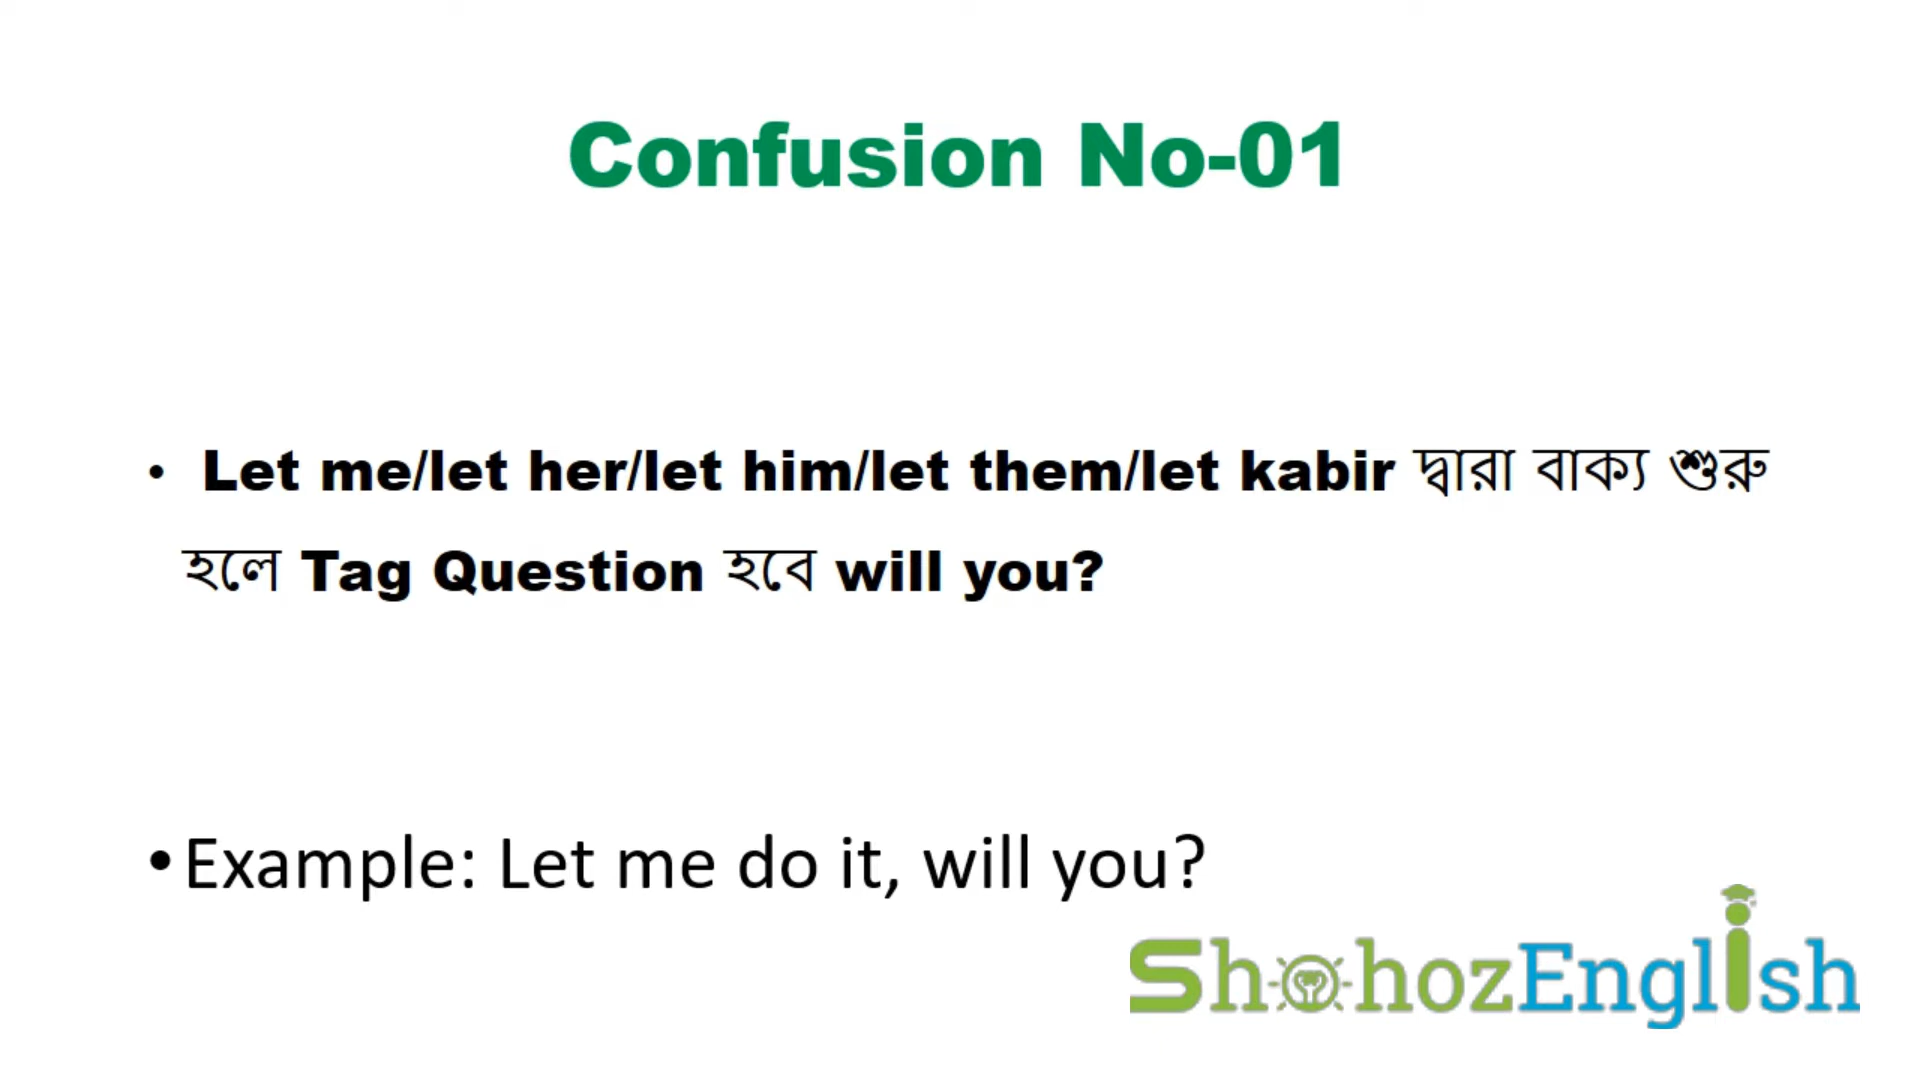 Confusion No-01
• Let me/let her/let him/let them/let kabir দ্বারা বাক্য শুরু
হলে Tag Question হবে will you?
• Example: Let me do it, will you?
ShohozEnglish